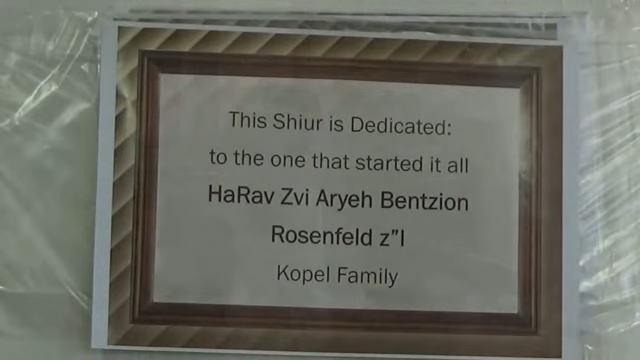 This Shiur is Dedicated:
to the one that started it all
HaRav Zvi Aryeh Bentzion
Rosenfeld z"l
Kopel Family